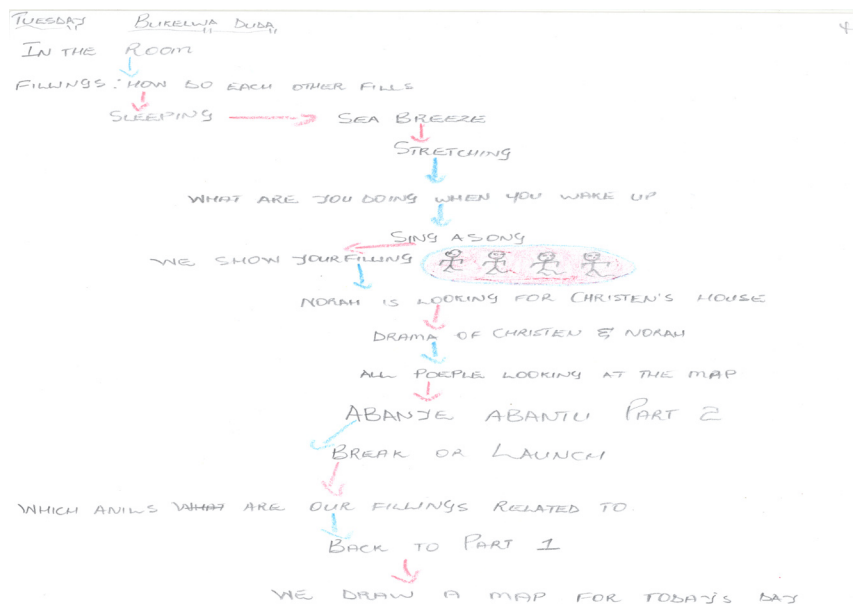 TUESDAY BUKELWA DUDA 4
IN THE ROOM
FILLINGS: HOW DO EACH OTHER FILLS
SLEEPING SEA BREEZE
STRETCHING
WHAT ARE YOU DOING WHEN YOU WAKE UP
SING A SONG
WE SHOW YOUR FILLING
NORAH IS LOOKING FOR CHRISTEN'S HOUSE
DRAMA OF CHRISTEN & NORAH
ALL POEPLE LOOKING AT THE MAP
ABANYE ABANTU PART 2
BREAK OR LAUNCH
WHICH ANILS WHAT ARE OUR FILLINGS RELATED TO.
BACK TO PART 1
WE DRAW A MAP FOR TODAY'S DAY